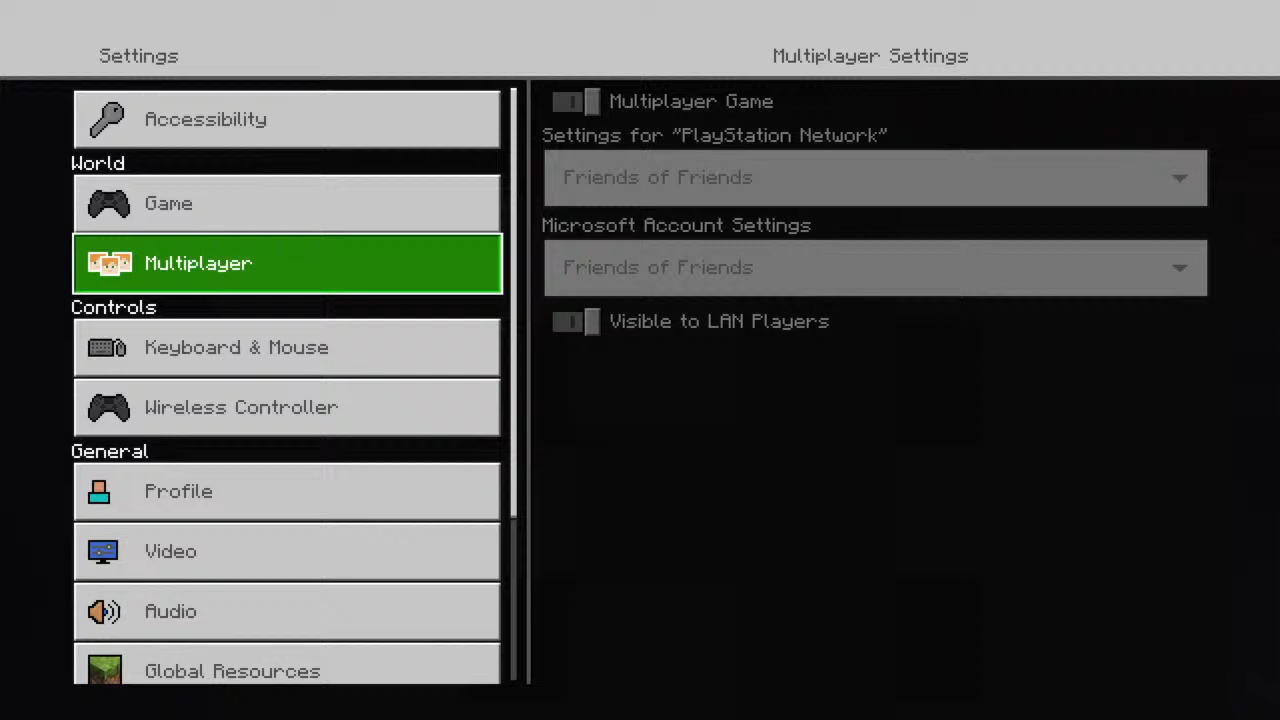 Settings
Multiplayer Settings
Accessibility
World
Game
Multiplayer
Controls
Keyboard & Mouse
Wireless Controller
General
Profile
Video
Audio
Global Resources
Multiplayer Game
Settings for "PlayStation Network"
Friends of Friends
Microsoft Account Settings
Friends of Friends
Visible to LAN Players